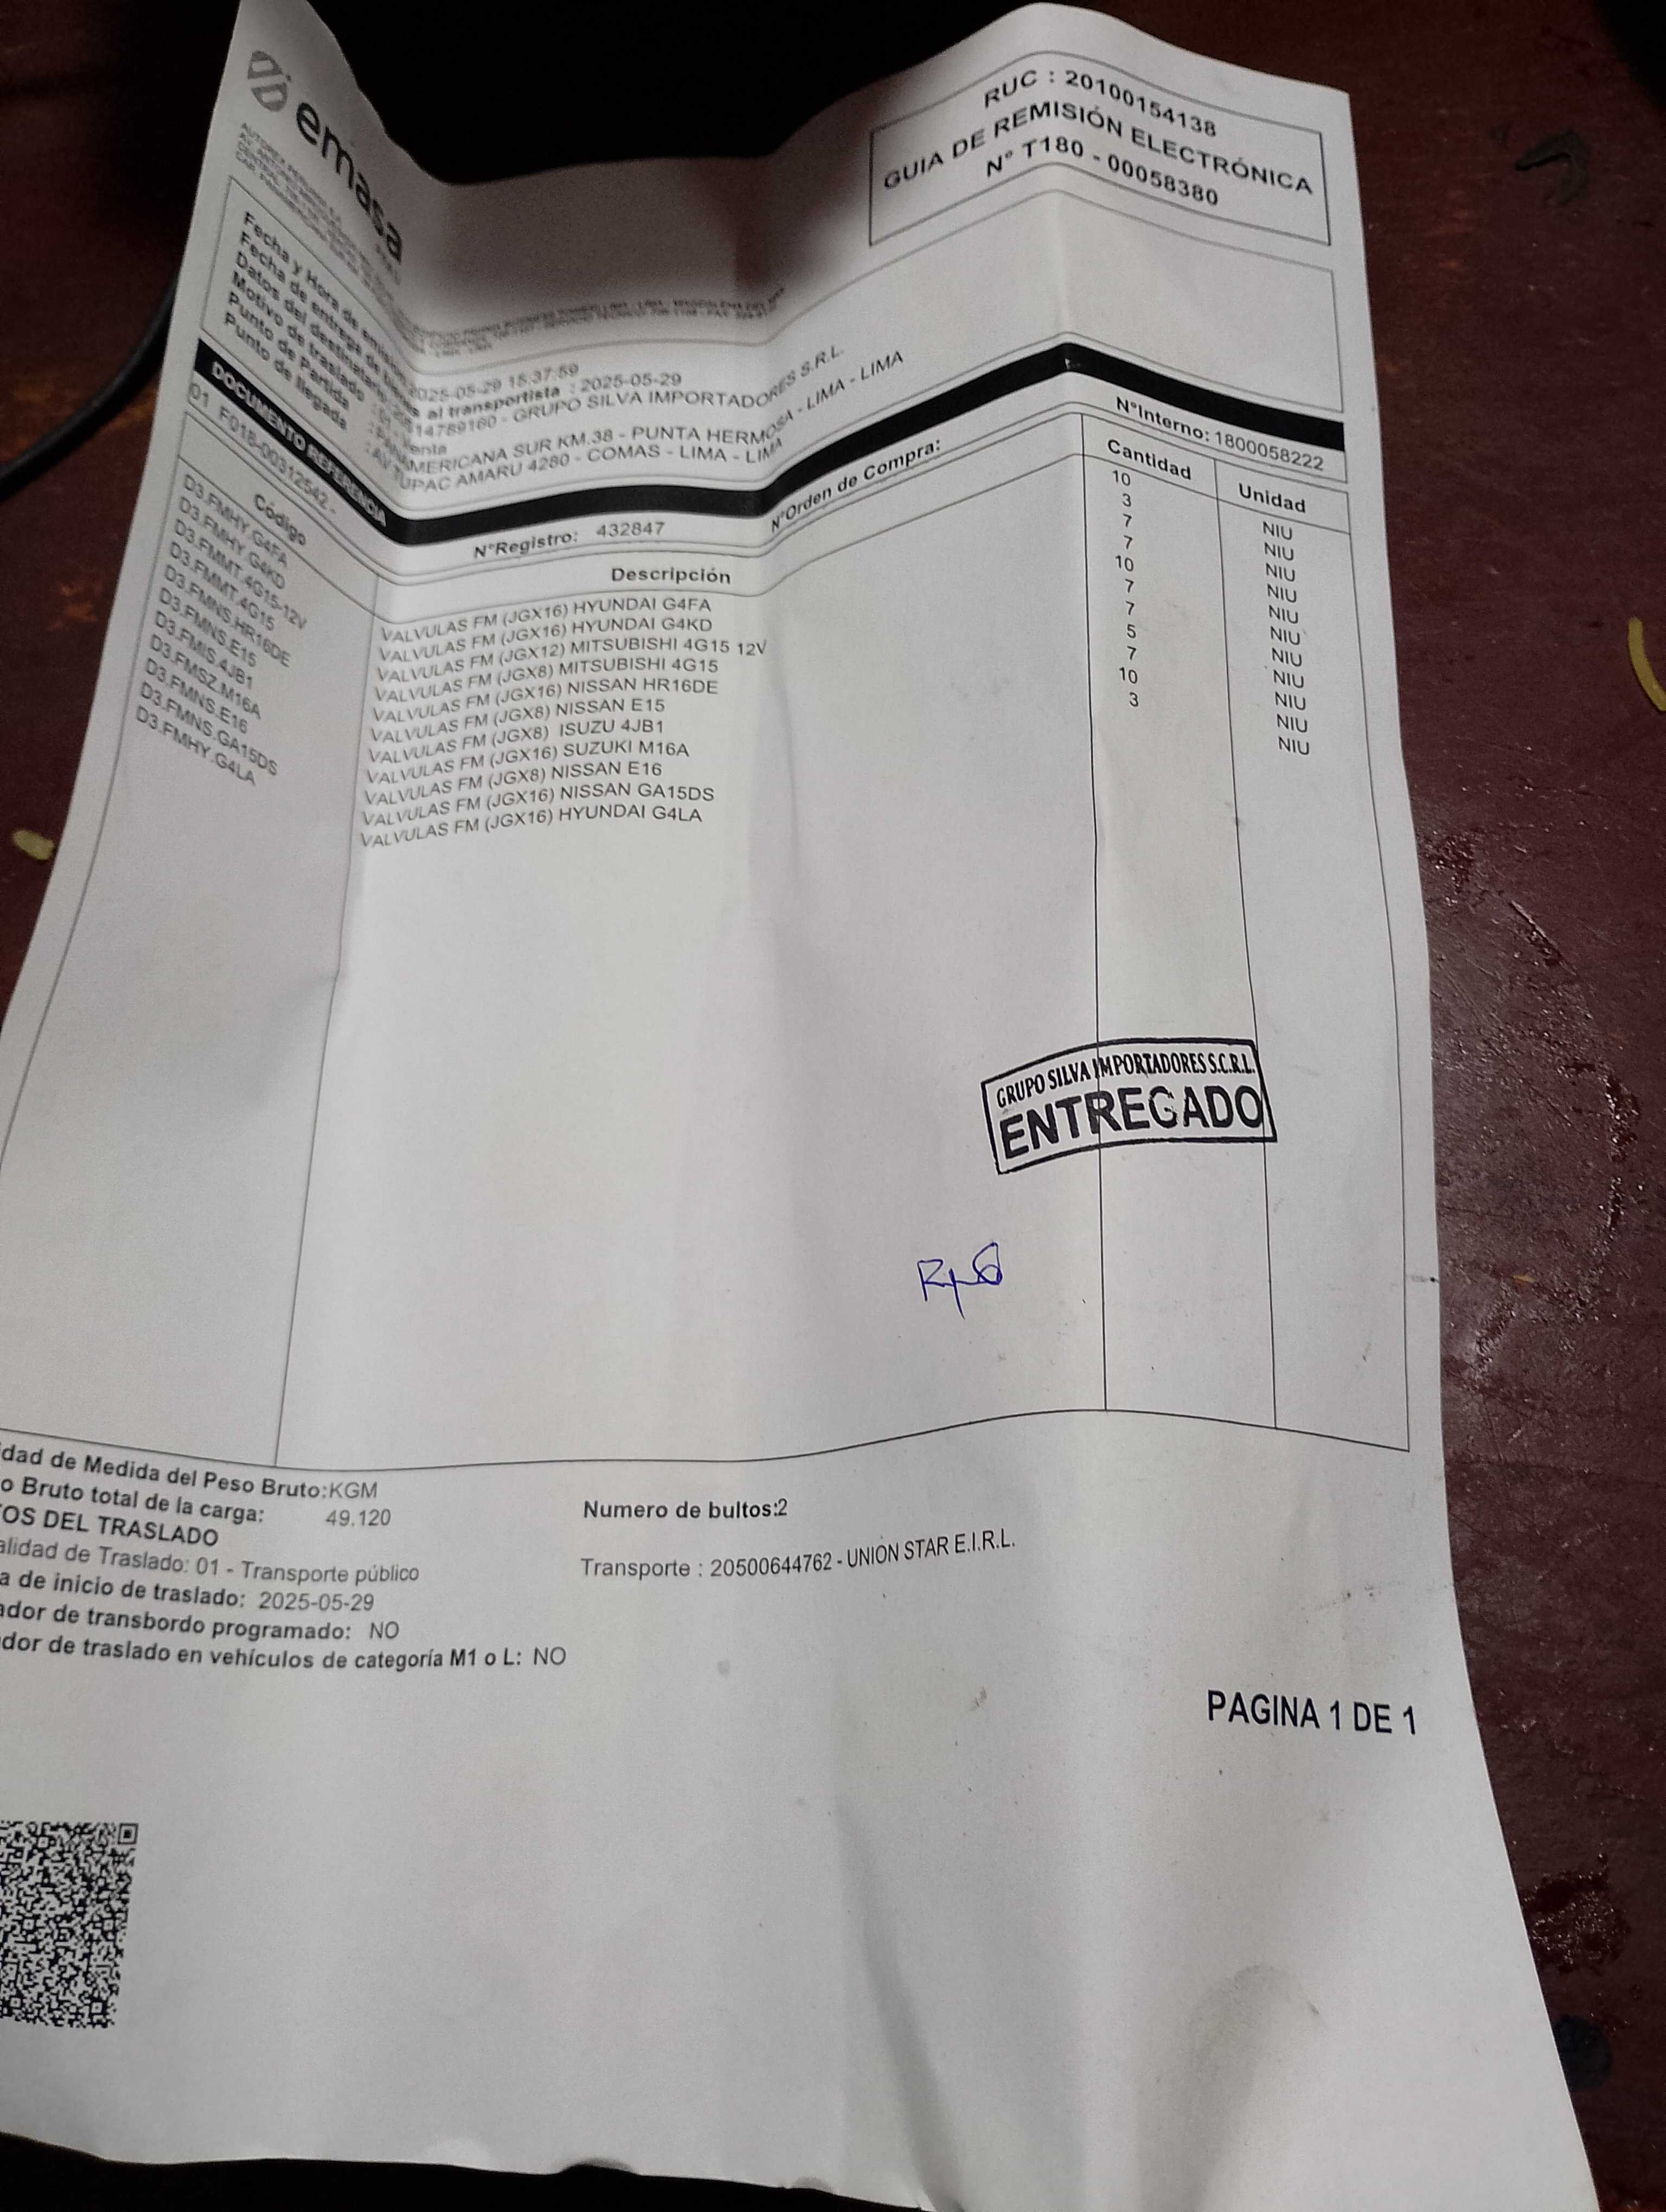 emasa
RUC : 20100154138
GUIA DE REMISIÓN ELECTRÓNICA
N° T180 - 00058380
Fecha y Hora de emisión 2025-05-29 15:37:59
Fecha de entrega de bienes al transportista : 2025-05-29
Datos del destinatario 14789160 - GRUPO SILVA IMPORTADORES S.R.L.
Motivo de traslado : 01 - Venta
Punto de Partida PANAMERICANA SUR KM.38 - PUNTA HERMOSA - LIMA - LIMA
Punto de llegada : AV TUPAC AMARU 4280 - COMAS - LIMA - LIMA
DOCUMENTO REFERENCIA
01 F018-00312542 - N°Registro: 432847 N°Orden de Compra: N°Interno: 1800058222
Código Descripción Cantidad Unidad
D3.FMHY.G4FA VALVULAS FM (JGX16) HYUNDAI G4FA 10 NIU
D3.FMHY.G4KD VALVULAS FM (JGX16) HYUNDAI G4KD 3 NIU
D3.FMMT.4G15-12V VALVULAS FM (JGX12) MITSUBISHI 4G15 12V 7 NIU
D3.FMMT.4G15 VALVULAS FM (JGX8) MITSUBISHI 4G15 7 NIU
D3.FMNS.HR16DE VALVULAS FM (JGX16) NISSAN HR16DE 10 NIU
D3.FMNS.E15 VALVULAS FM (JGX8) NISSAN E15 7 NIU
D3.FMIS.4JB1 VALVULAS FM (JGX8) ISUZU 4JB1 7 NIU
D3.FMSZ.M16A VALVULAS FM (JGX16) SUZUKI M16A 5 NIU
D3.FMNS.E16 VALVULAS FM (JGX8) NISSAN E16 7 NIU
D3.FMNS.GA15DS VALVULAS FM (JGX16) NISSAN GA15DS 10 NIU
D3.FMHY.G4LA VALVULAS FM (JGX16) HYUNDAI G4LA 3 NIU
GRUPO SILVA IMPORTADORES S.C.R.L.
ENTREGADO
dad de Medida del Peso Bruto:KGM
o Bruto total de la carga: 49.120 Numero de bultos:2
OS DEL TRASLADO
alidad de Traslado: 01 - Transporte público Transporte : 20500644762 - UNION STAR E.I.R.L.
a de inicio de traslado: 2025-05-29
ador de transbordo programado: NO
dor de traslado en vehículos de categoría M1 o L: NO
PAGINA 1 DE 1